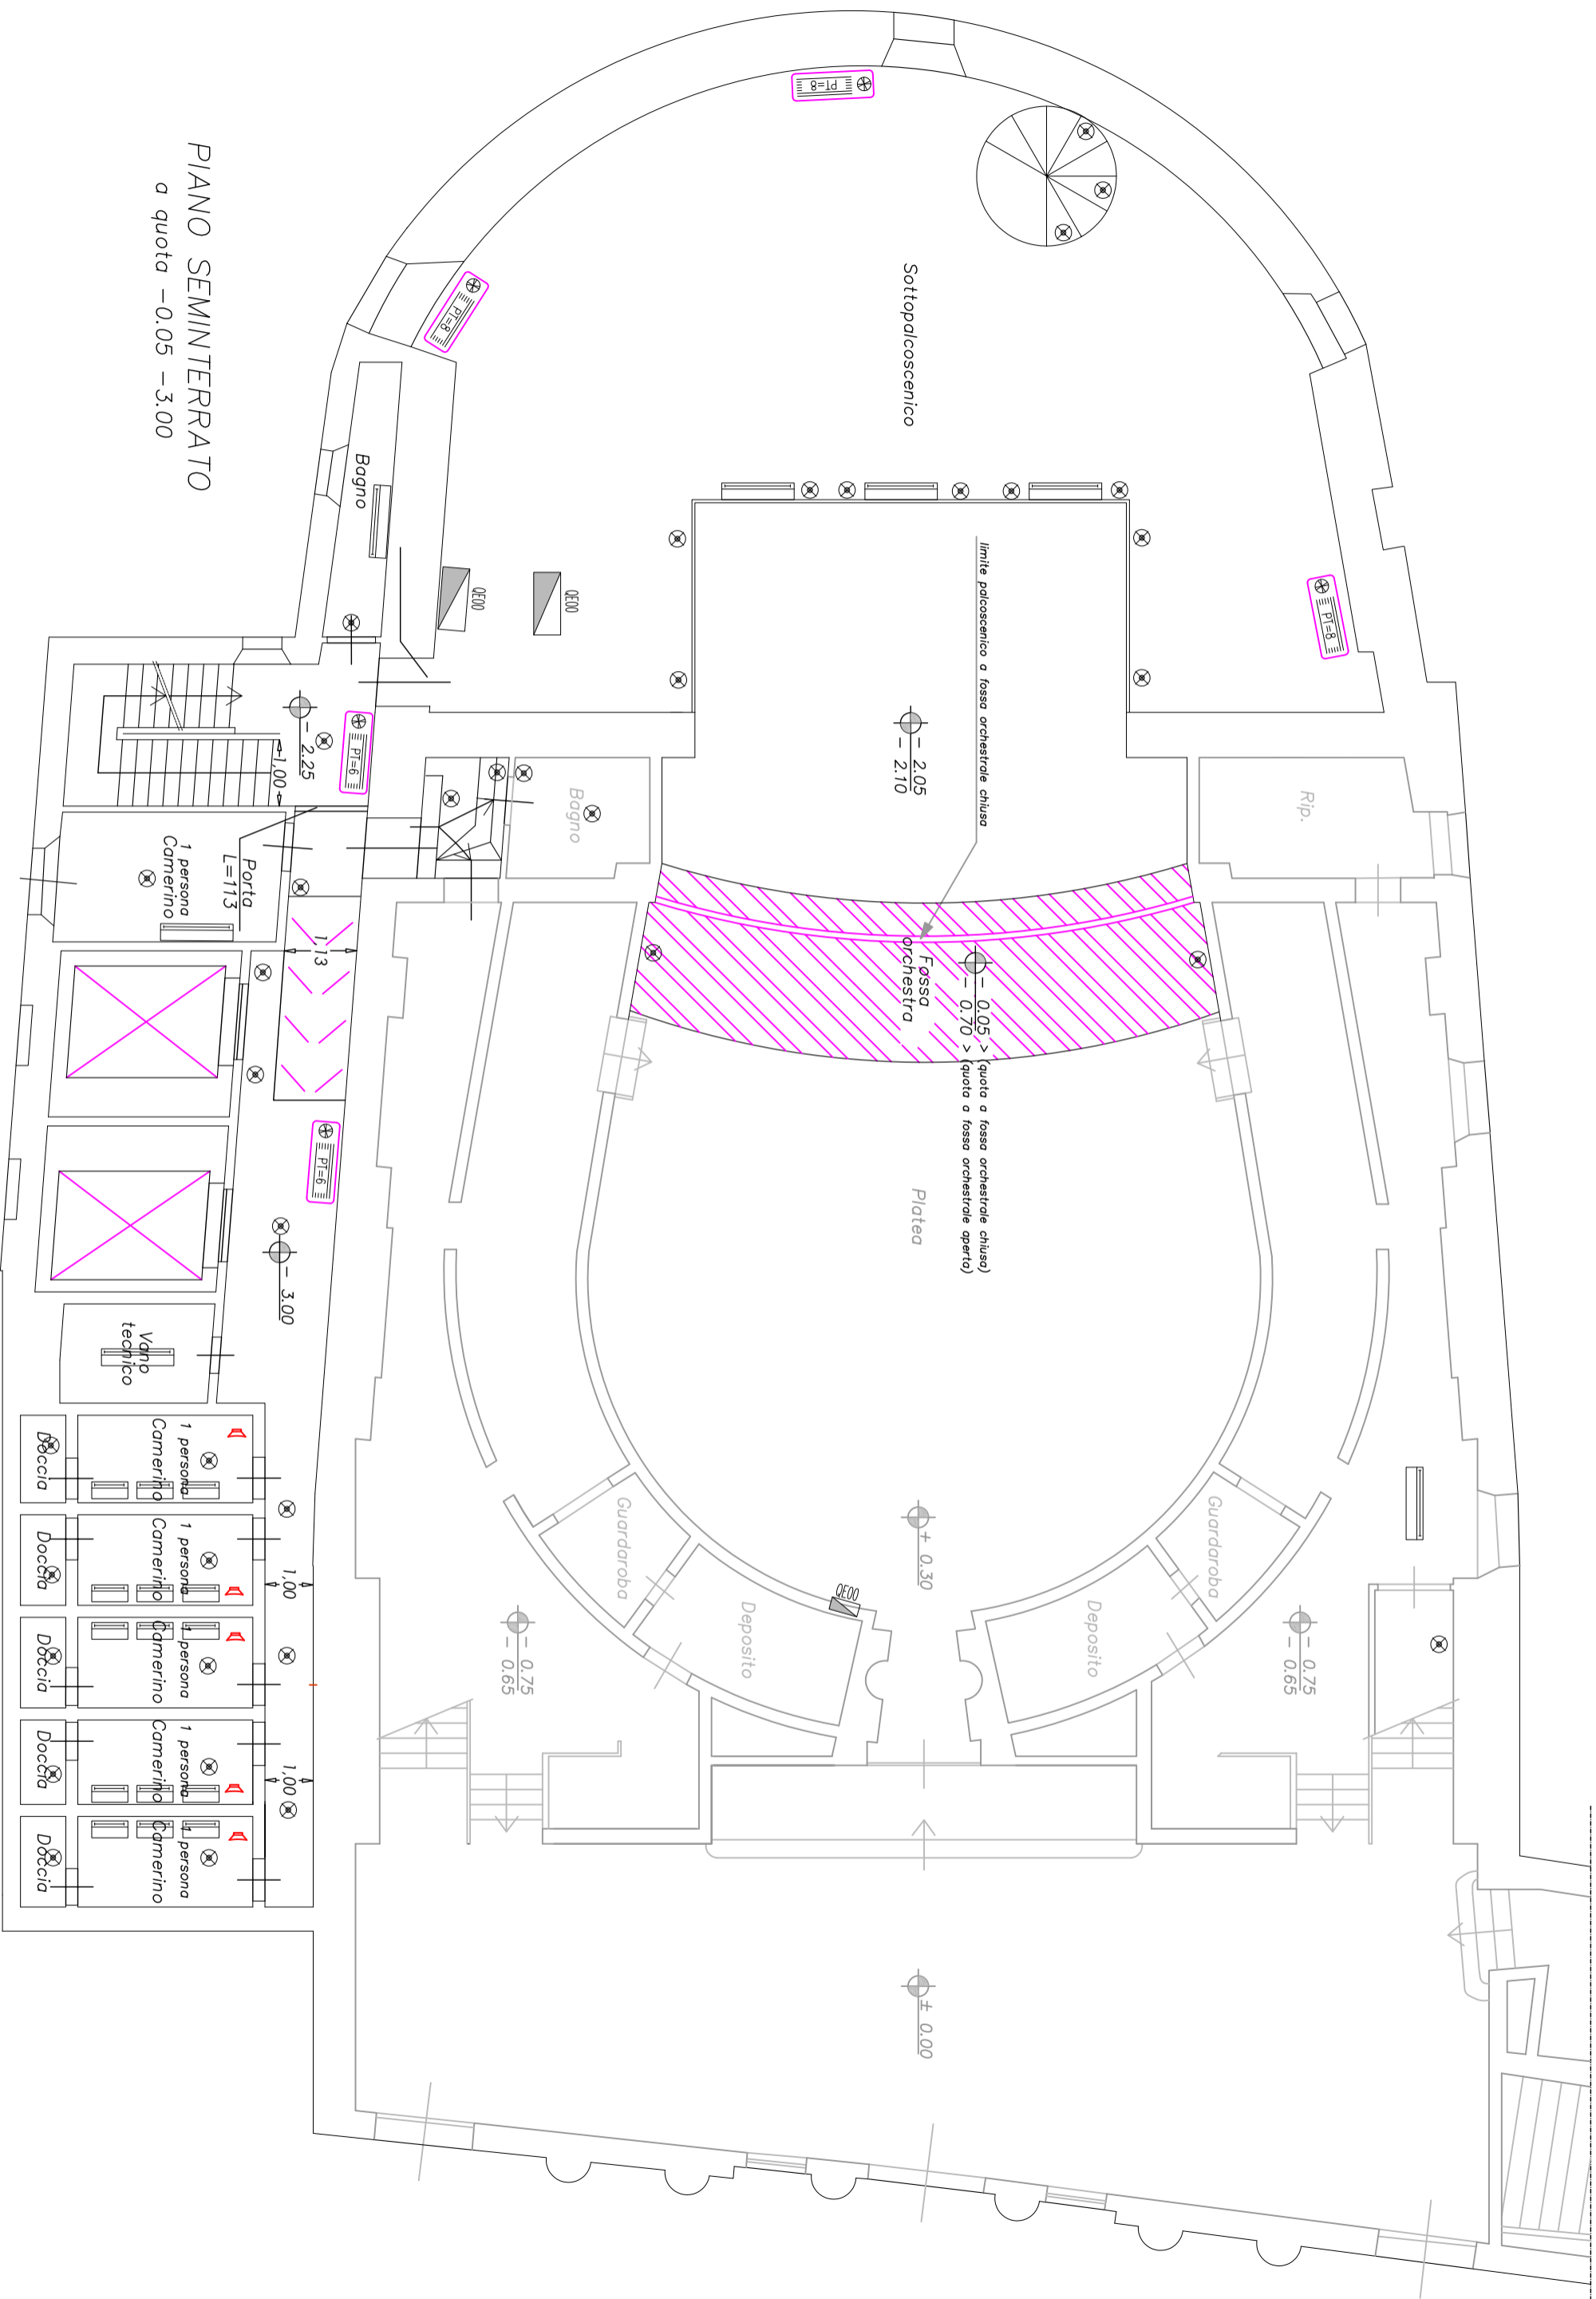 PIANO SEMINTERRATO
a quota -0.05 -3.00
PT=8
Sottopalcoscenico
PT=8
PT=8
Bagno
QE00
QE00
limite palcoscenico a fossa orchestrale chiusa
- 2.05
- 2.10
Rip.
Bagno
- 2.25
PT=6
1,00
Porta
L=113
1 persona
Camerino
1,13
Fossa
orchestra
- 0.05 > (quota a fossa orchestrale chiusa)
- 0.70 > (quota a fossa orchestrale aperta)
PT=6
Platea
- 3.00
Vano
tecnico
Guardaroba
Guardaroba
+ 0.30
QE00
Deposito
Deposito
- 0.75
- 0.65
- 0.75
- 0.65
1 persona
Camerino
Doccia
1 persona
Camerino
Doccia
1,00
1 persona
Camerino
Doccia
1 persona
Camerino
Doccia
1,00
1 persona
Camerino
Doccia
± 0.00